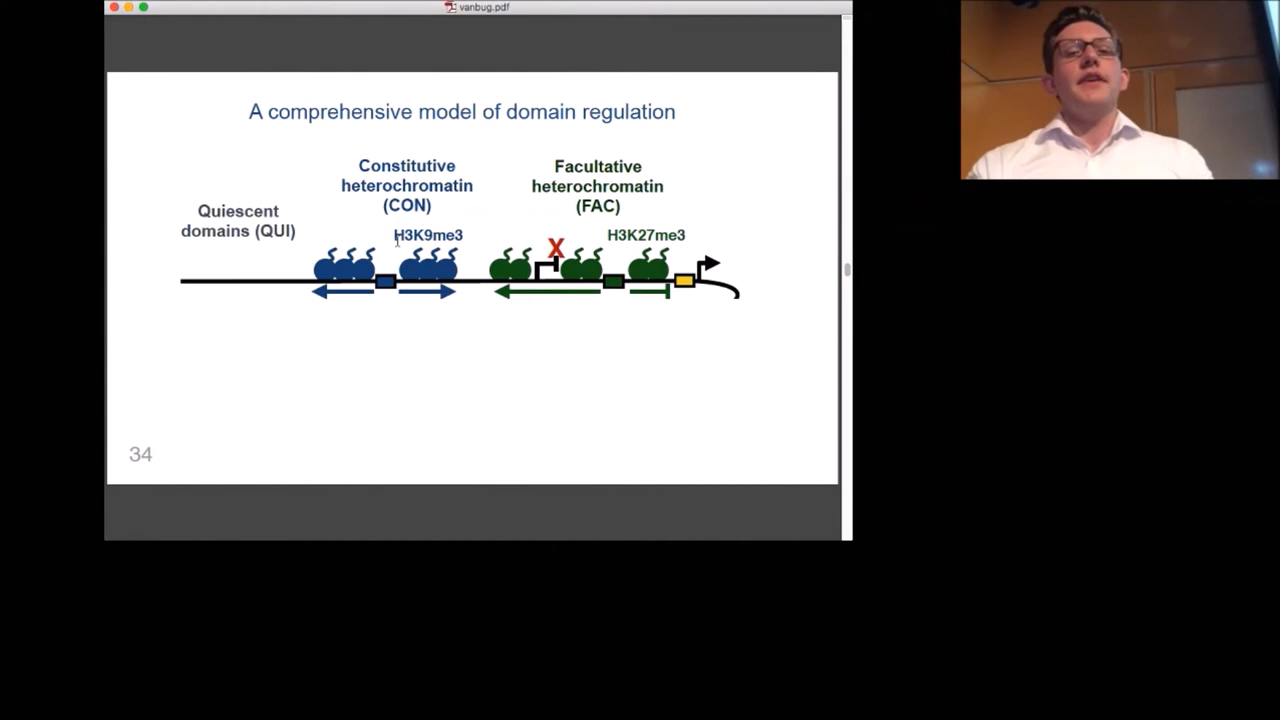 vanbug.pdf
A comprehensive model of domain regulation
Constitutive
heterochromatin
(CON)
Facultative
heterochromatin
(FAC)
Quiescent
domains (QUI)
H3K9me3
X
H3K27me3
34